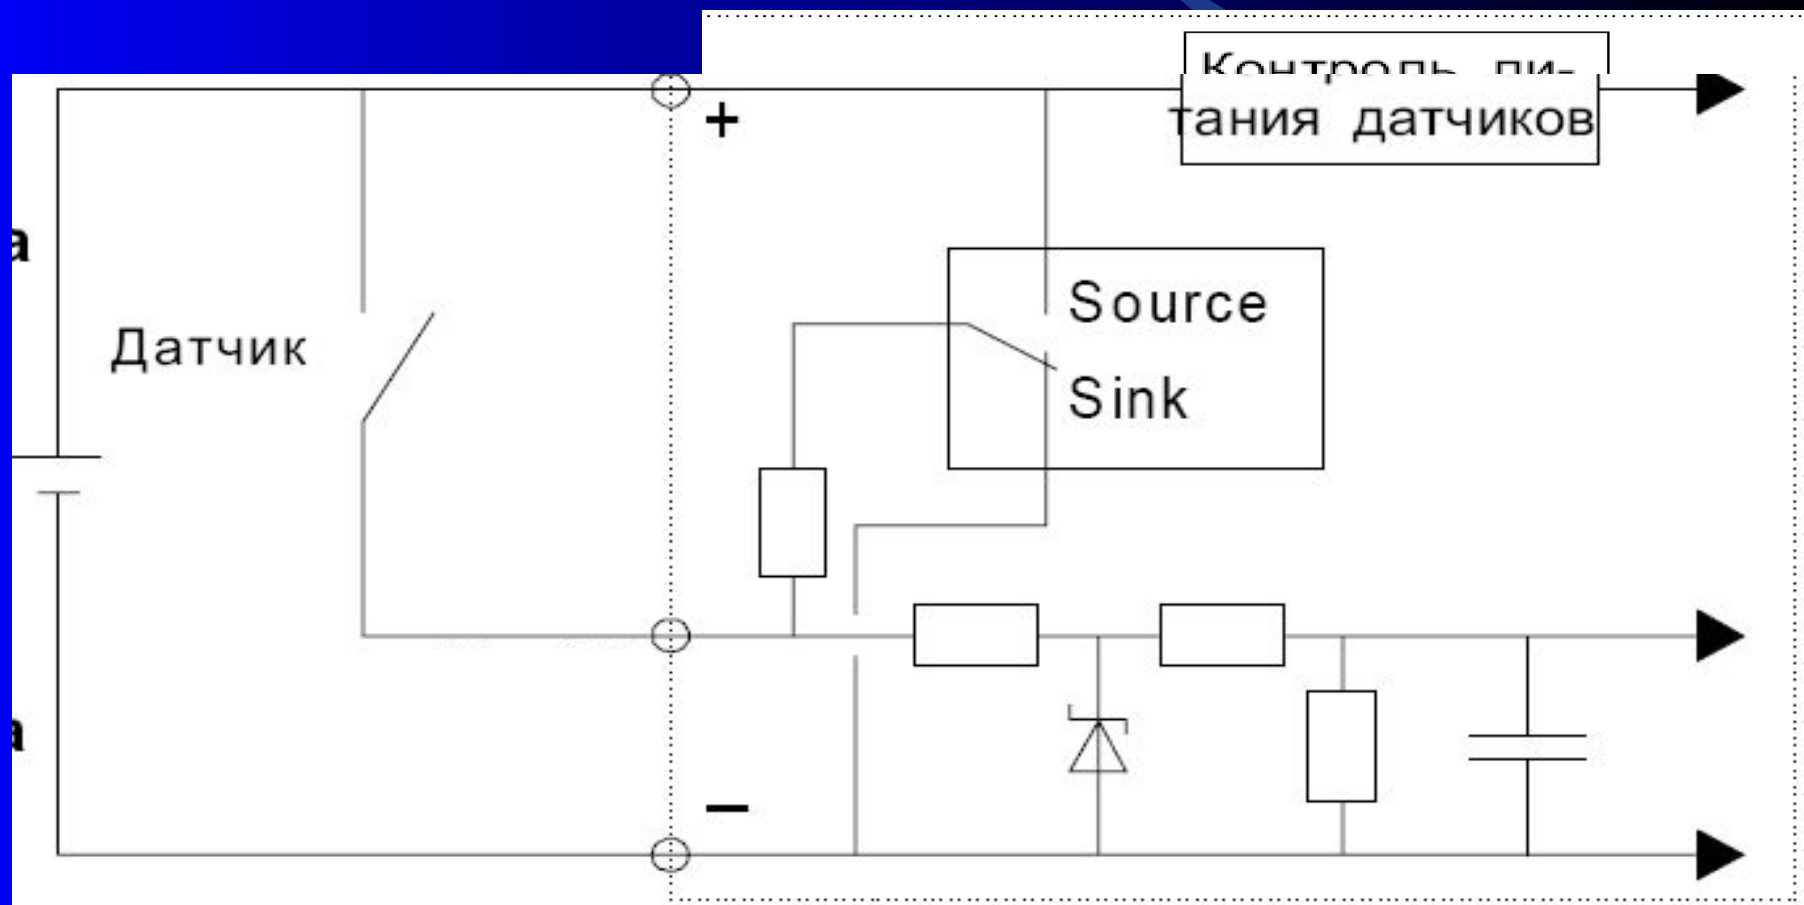 Контроль пи-
тания датчиков
+
Source
Датчик
Sink
–